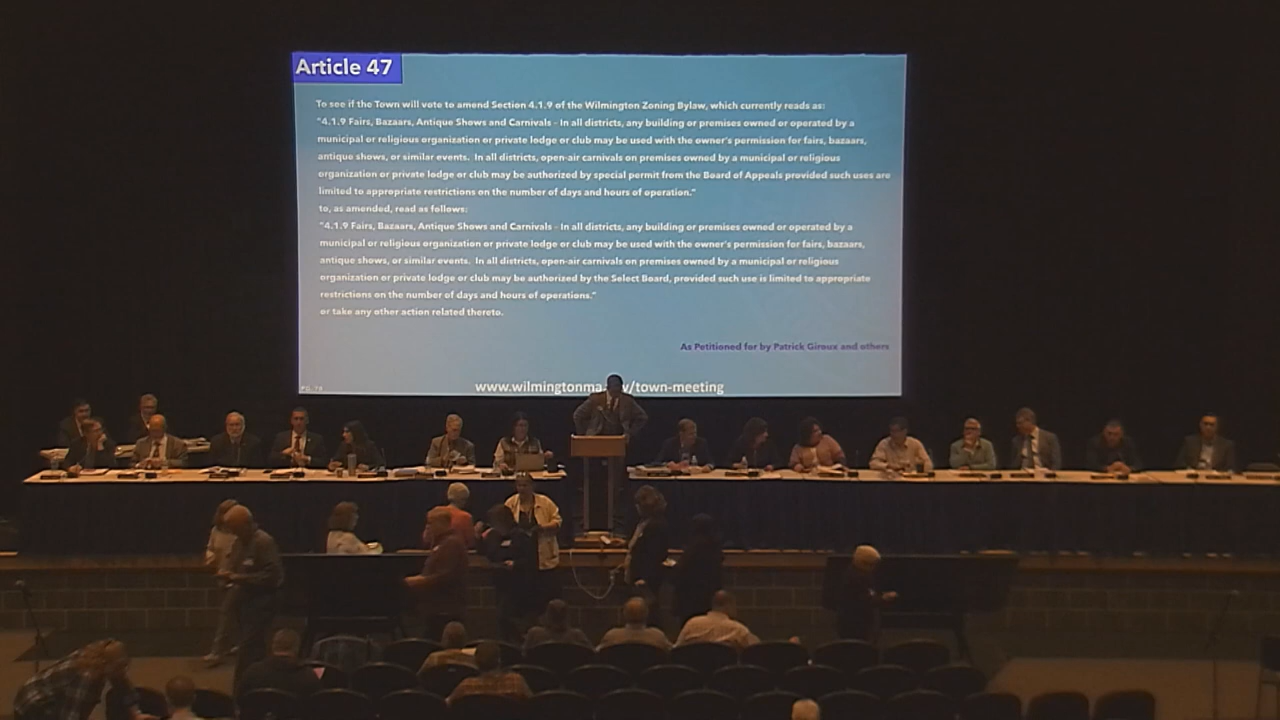 Article 47
To see if the Town will vote to amend Section 4.1.9 of the Wilmington Zoning Bylaw, which currently reads as:
"4.1.9 Fairs, Bazaars, Antique Shows and Carnivals - In all districts, any building or premises owned or operated by a
municipal or religious organization or private lodge or club may be used with the owner's permission for fairs, bazaars,
antique shows, or similar events. In all districts, open-air carnivals on premises owned by a municipal or religious
organization or private lodge or club may be authorized by special permit from the Board of Appeals provided such uses are
limited to appropriate restrictions on the number of days and hours of operation."
to, as amended, read as follows:
"4.1.9 Fairs, Bazaars, Antique Shows and Carnivals - In all districts, any building or premises owned or operated by a
municipal or religious organization or private lodge or club may be used with the owner's permission for fairs, bazaars,
antique shows, or similar events. In all districts, open-air carnivals on premises owned by a municipal or religious
organization or private lodge or club may be authorized by the Select Board, provided such use is limited to appropriate
restrictions on the number of days and hours of operations."
or take any other action related thereto.
As Petitioned for by Patrick Giroux and others
www.wilmingtonma. v/town-meeting